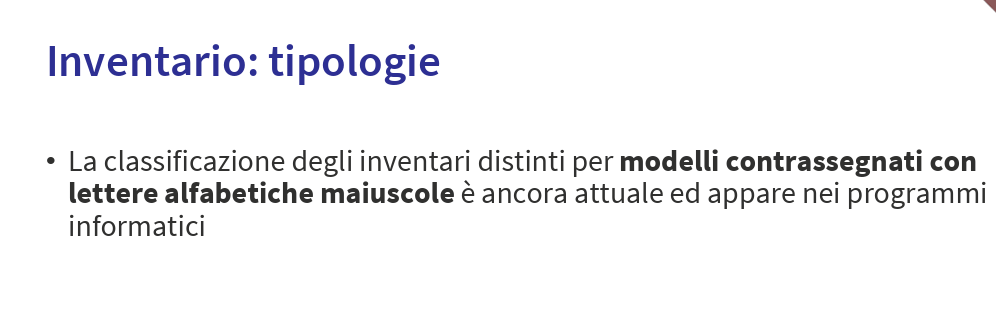 Inventario: tipologie
• La classificazione degli inventari distinti per modelli contrassegnati con
lettere alfabetiche maiuscole è ancora attuale ed appare nei programmi
informatici